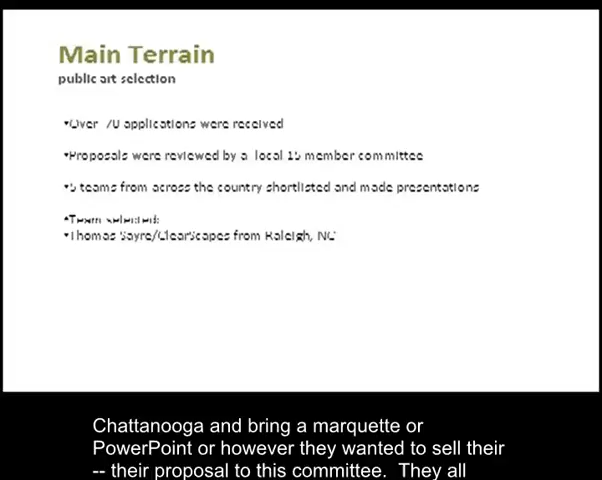 Main Terrain
public art selection
•Over 70 applications were received
•Proposals were reviewed by a local 15 member committee
•5 teams from across the country shortlisted and made presentations
•Team selected:
•Thomas Sayre/ClearScapes from Raleigh, NC
Chattanooga and bring a marquette or
PowerPoint or however they wanted to sell their
-- their proposal to this committee. They all